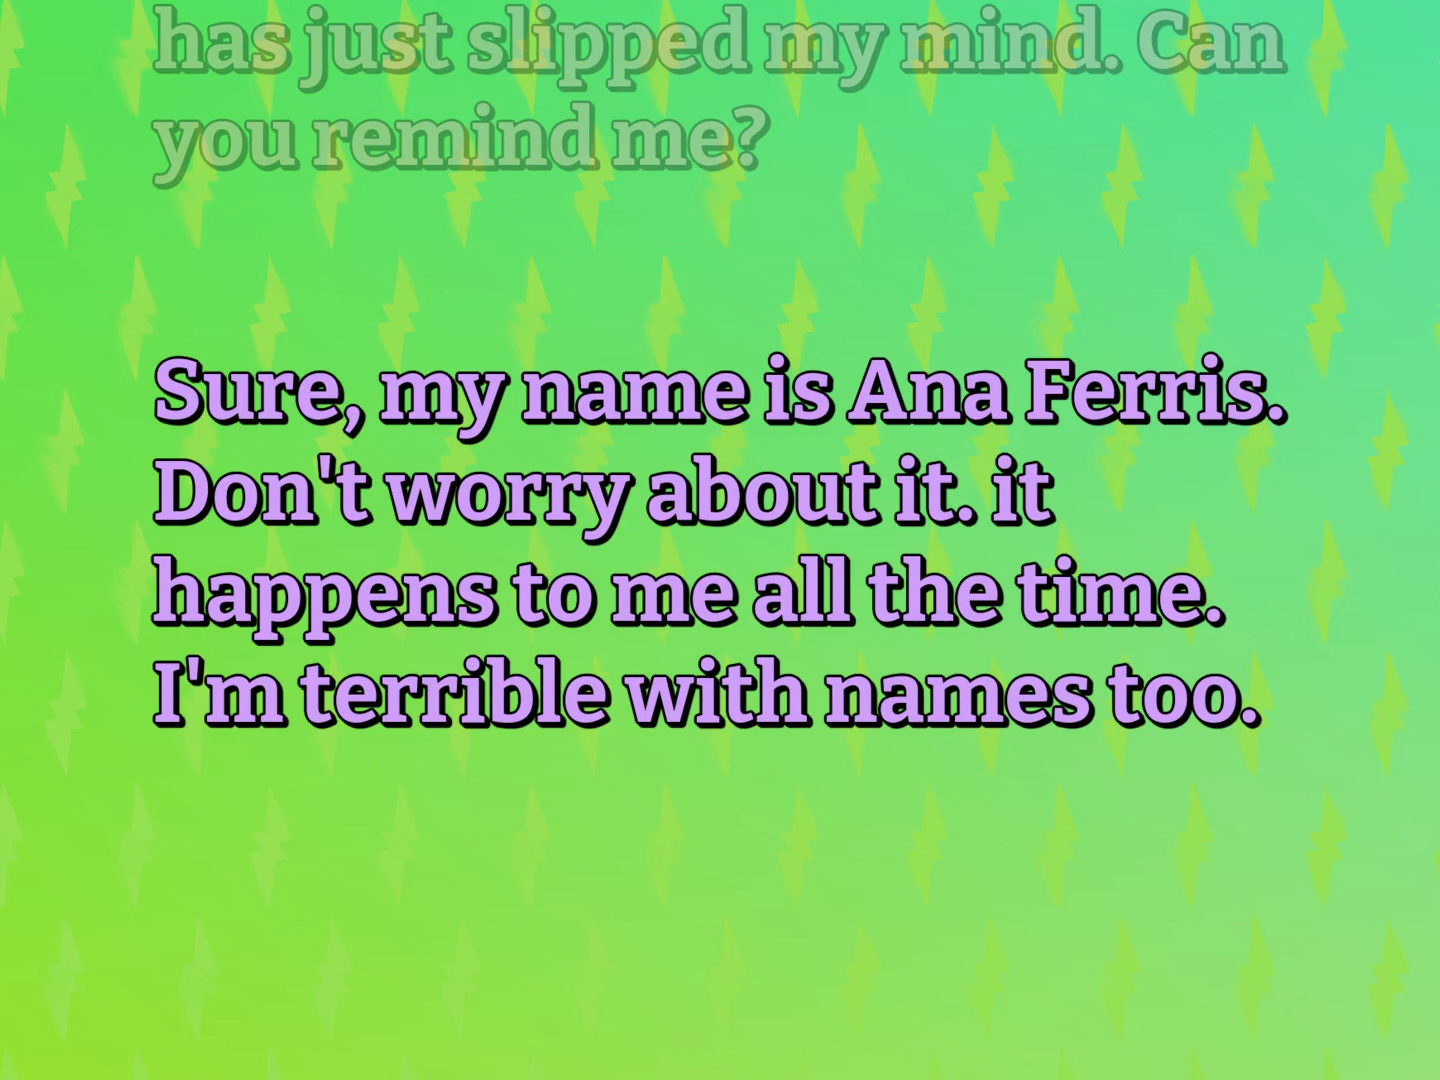 has just slipped my mind. Can
you remind me?
Sure, my name is Ana Ferris.
Don't worry about it. it
happens to me all the time.
I'm terrible with names too.